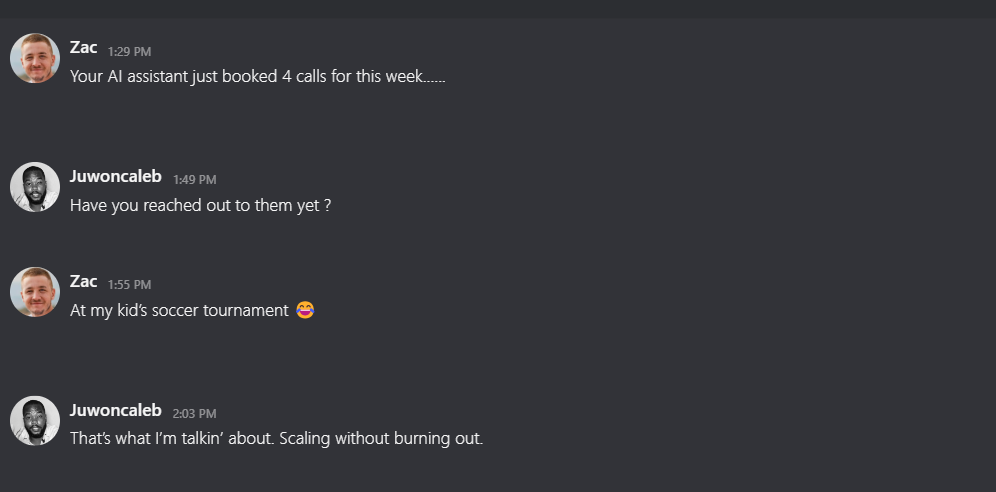 Zac 1:29 PM
Your AI assistant just booked 4 calls for this week......
Juwoncaleb 1:49 PM
Have you reached out to them yet ?
Zac 1:55 PM
At my kid’s soccer tournament 😂
Juwoncaleb 2:03 PM
That’s what I’m talkin’ about. Scaling without burning out.